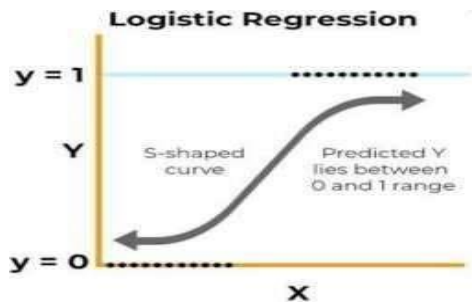 Logistic Regression
y = 1
Y
S-shaped
curve
Predicted Y
lies between
0 and 1 range
y = 0
X